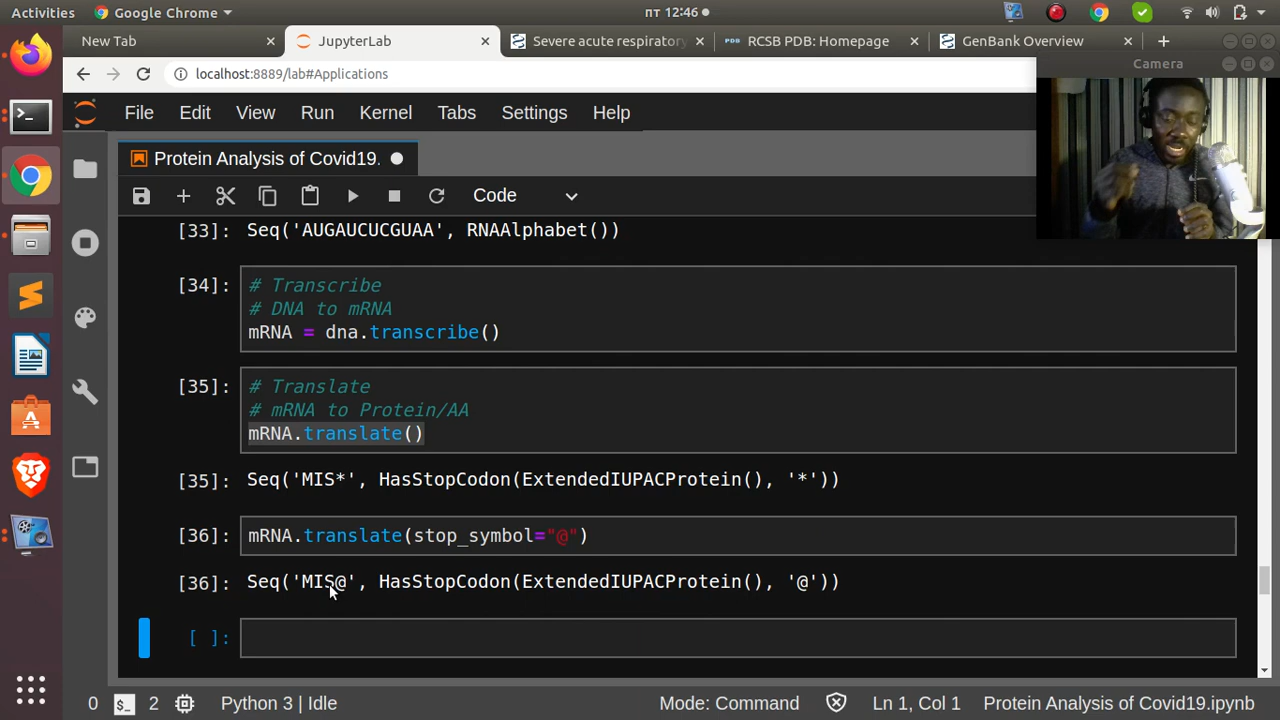 Activities
Google Chrome
пт 12:46
New Tab
JupyterLab
Severe acute respiratory
RCSB PDB: Homepage
GenBank Overview
localhost:8889/lab#Applications
Camera
File Edit View Run Kernel Tabs Settings Help
Protein Analysis of Covid19.
Code
[33]: Seq('AUGAUCUCGUAA', RNAAlphabet())
[34]: # Transcribe
# DNA to mRNA
mRNA = dna.transcribe()
[35]: # Translate
# mRNA to Protein/AA
mRNA.translate()
[35]: Seq('MIS*', HasStopCodon(ExtendedIUPACProtein(), '*'))
[36]: mRNA.translate(stop_symbol="@")
[36]: Seq('MIS@', HasStopCodon(ExtendedIUPACProtein(), '@'))
[ ]:
0 $_ 2 Python 3 | Idle Mode: Command Ln 1, Col 1 Protein Analysis of Covid19.ipynb